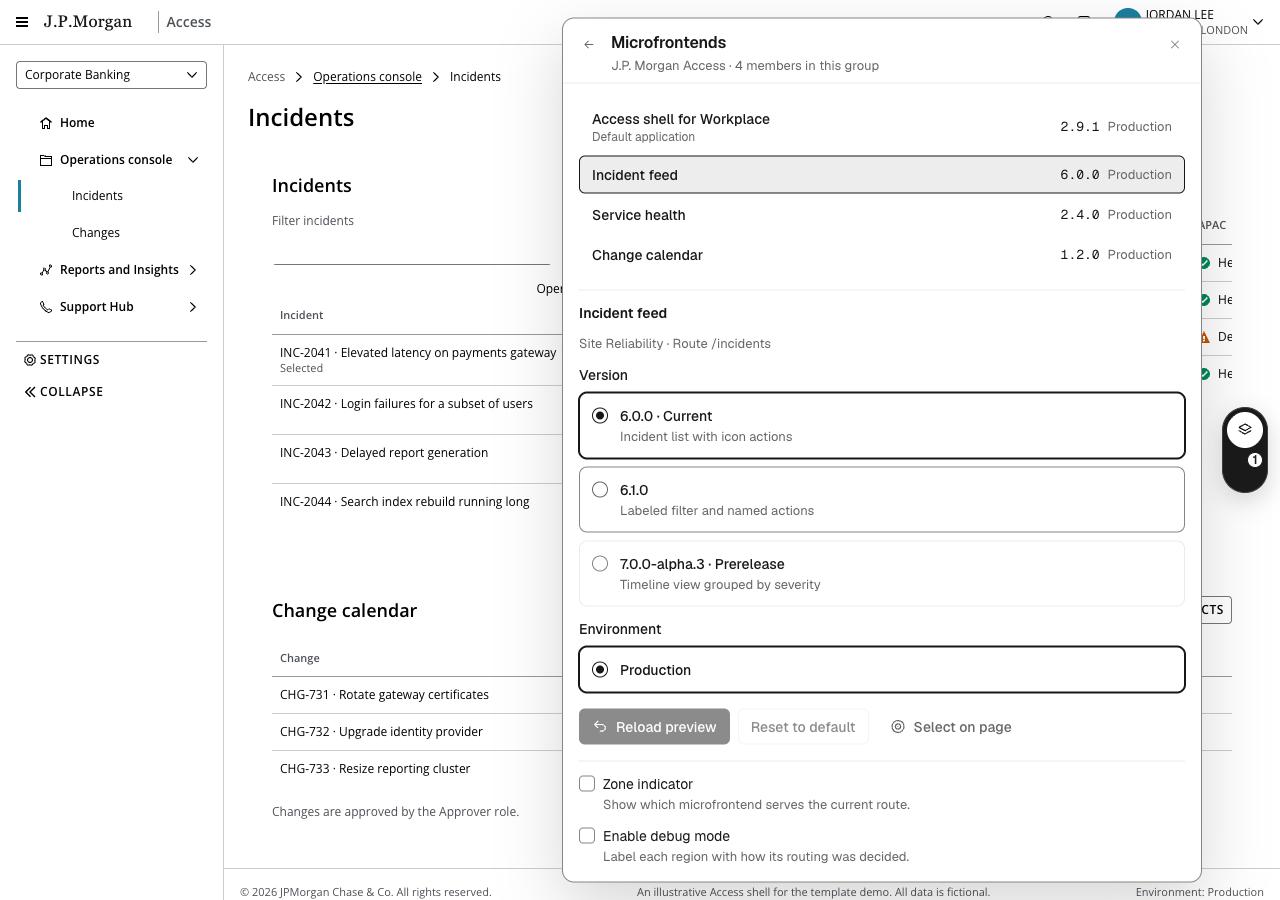 J.P.Morgan
Access
JORDAN LEE
LONDON
Corporate Banking
Home
Operations console
Incidents
Changes
Reports and Insights
Support Hub
SETTINGS
COLLAPSE
Access
Operations console
Incidents
Incidents
Incidents
Filter incidents
Incident
INC-2041 · Elevated latency on payments gateway
Selected
INC-2042 · Login failures for a subset of users
INC-2043 · Delayed report generation
INC-2044 · Search index rebuild running long
Change calendar
Change
CHG-731 · Rotate gateway certificates
CHG-732 · Upgrade identity provider
CHG-733 · Resize reporting cluster
Changes are approved by the Approver role.
Microfrontends
J.P. Morgan Access · 4 members in this group
Access shell for Workplace
Default application
2.9.1 Production
Incident feed
6.0.0 Production
Service health
2.4.0 Production
Change calendar
1.2.0 Production
Incident feed
Site Reliability · Route /incidents
Version
6.0.0 · Current
Incident list with icon actions
6.1.0
Labeled filter and named actions
7.0.0-alpha.3 · Prerelease
Timeline view grouped by severity
Environment
Production
Reload preview
Reset to default
Select on page
Zone indicator
Show which microfrontend serves the current route.
Enable debug mode
Label each region with how its routing was decided.
1
© 2026 JPMorgan Chase & Co. All rights reserved.
An illustrative Access shell for the template demo. All data is fictional.
Environment: Production